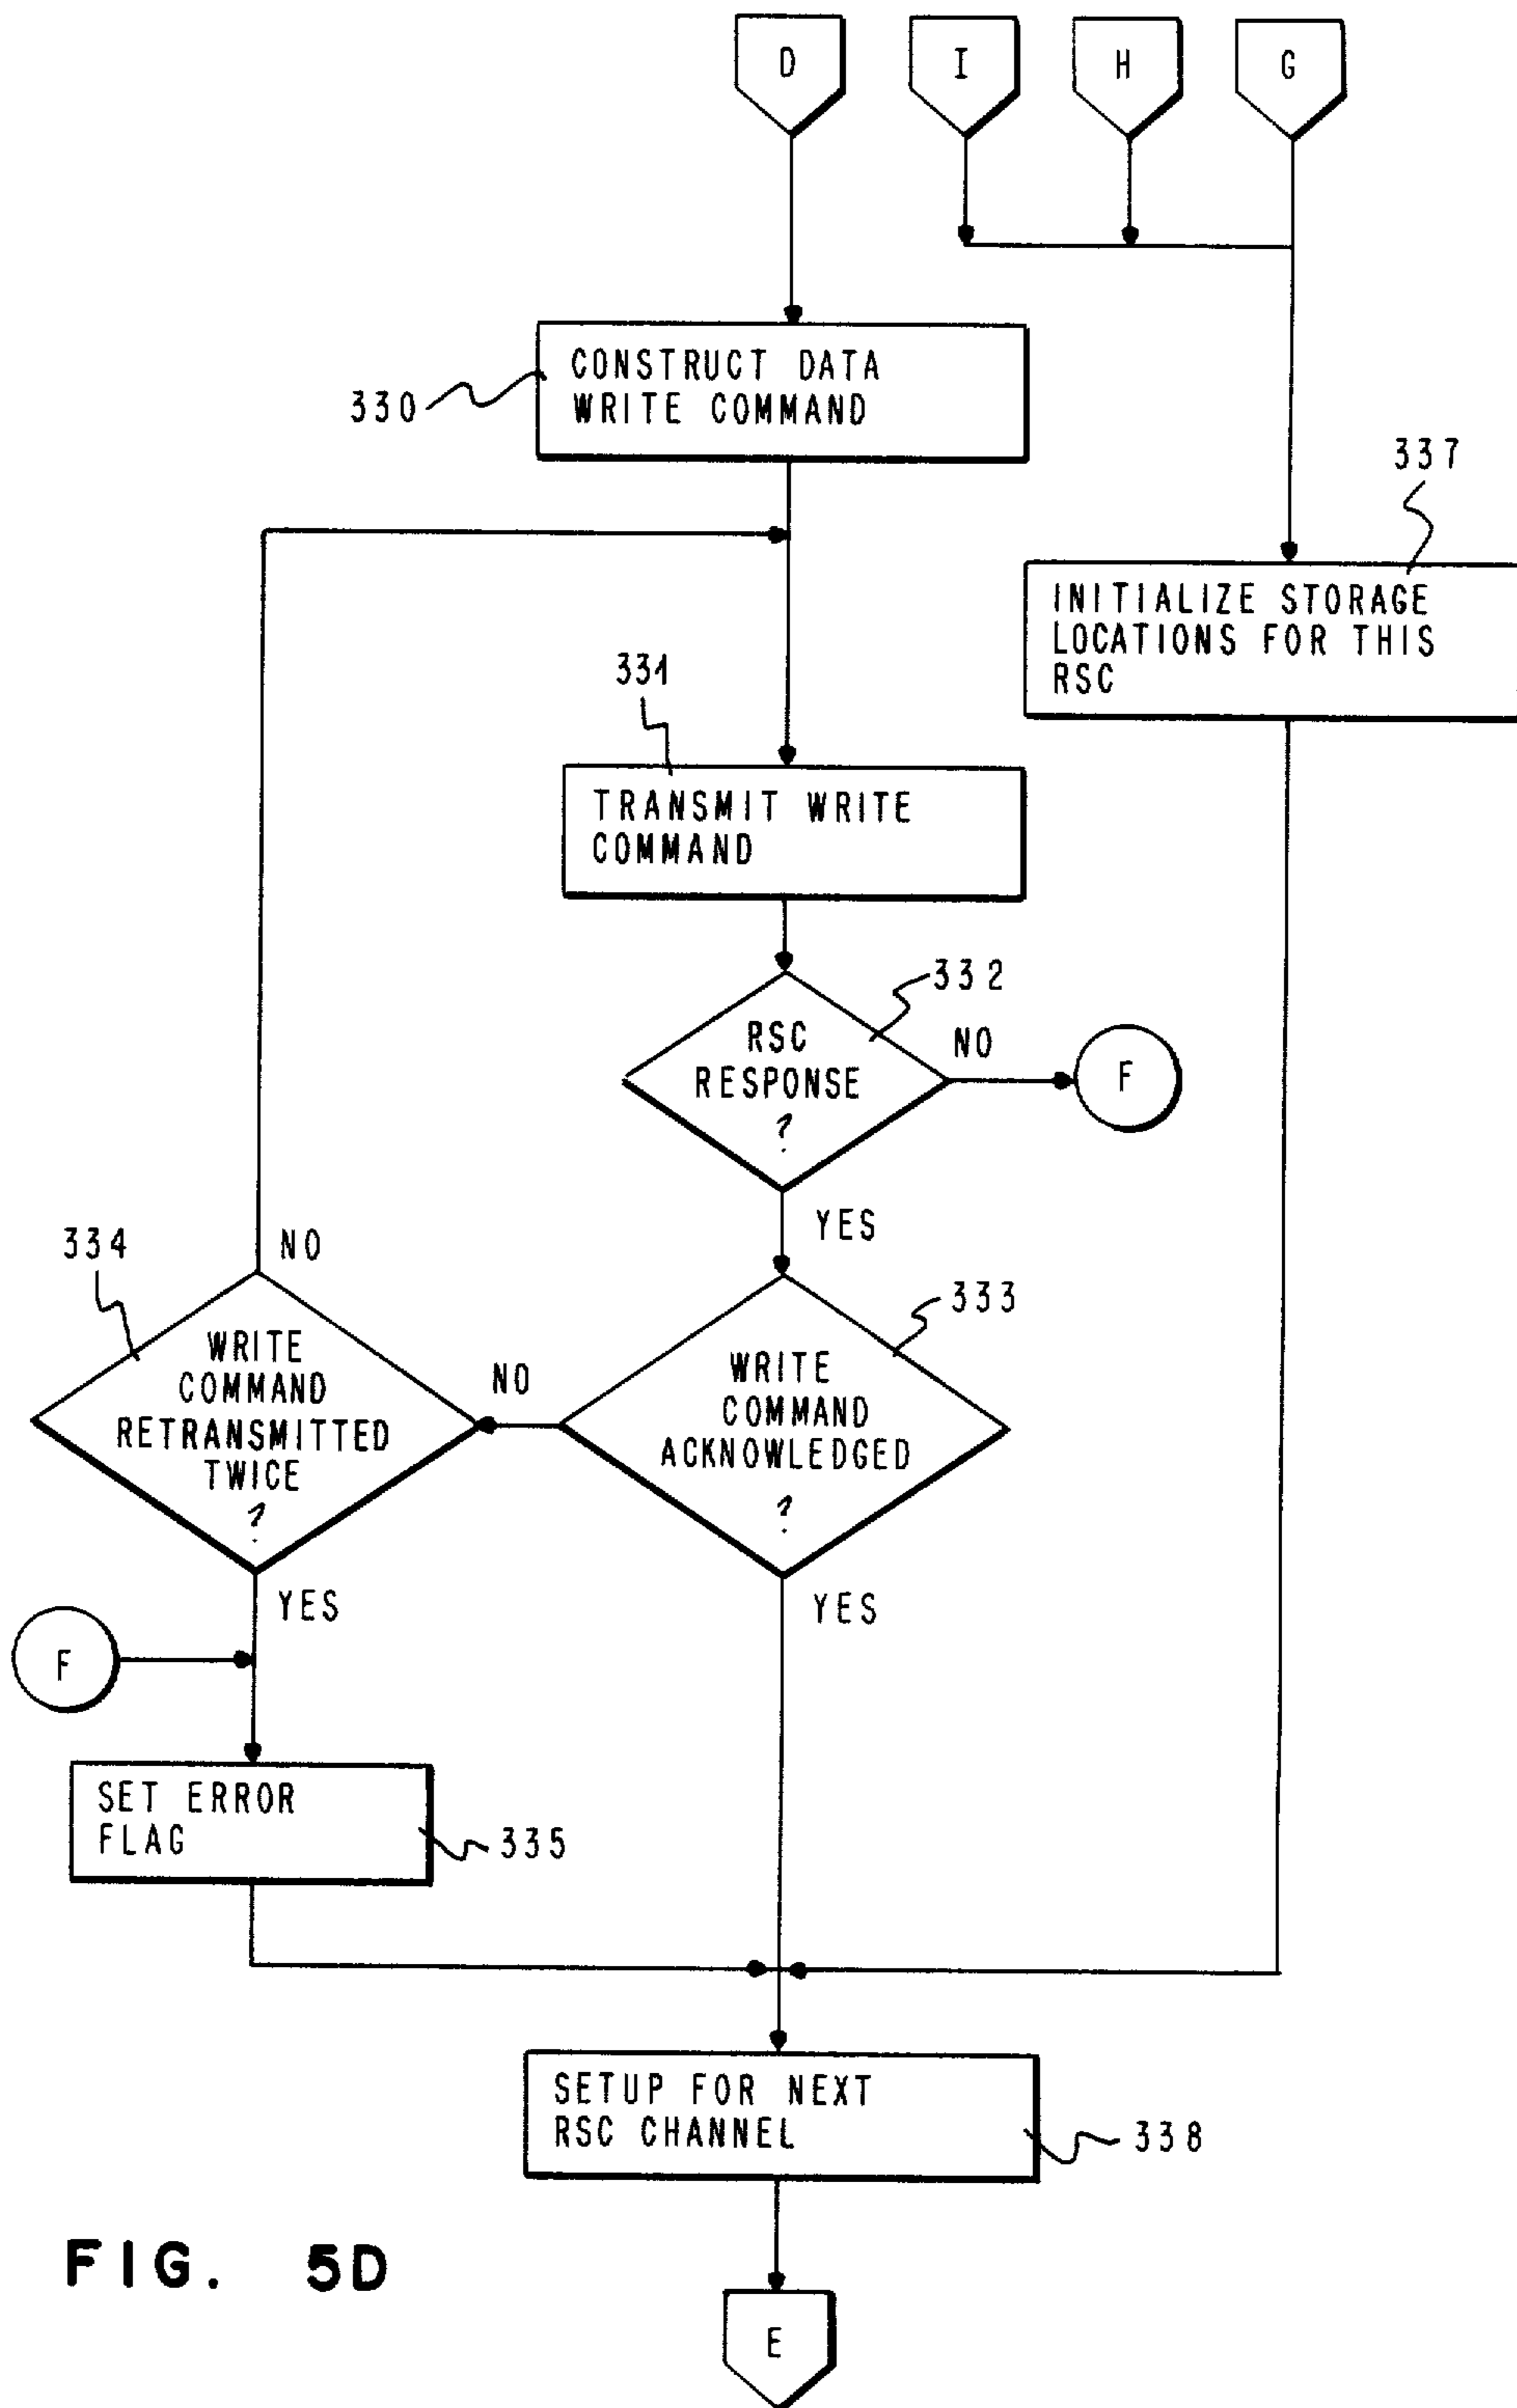 D
I
H
G
CONSTRUCT DATA
WRITE COMMAND
330
337
INITIALIZE STORAGE
LOCATIONS FOR THIS
RSC
331
TRANSMIT WRITE
COMMAND
332
RSC
RESPONSE
?
NO
F
YES
334
NO
333
WRITE
COMMAND
RETRANSMITTED
TWICE
?
NO
WRITE
COMMAND
ACKNOWLEDGED
?
YES
YES
F
SET ERROR
FLAG
335
SETUP FOR NEXT
RSC CHANNEL
338
FIG. 5D
E